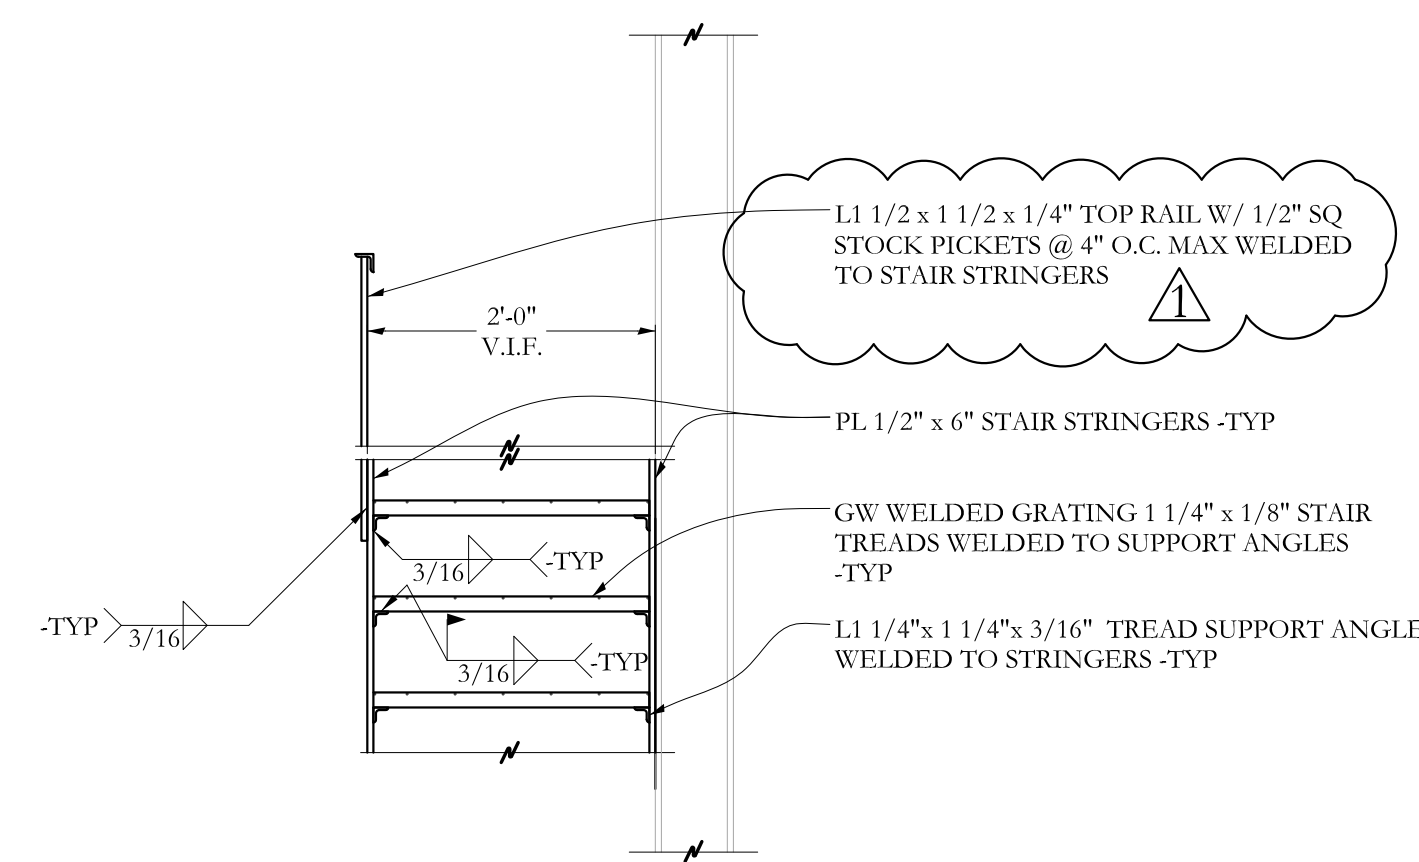 L1 1/2 x 1 1/2 x 1/4" TOP RAIL W/ 1/2" SQ
STOCK PICKETS @ 4" O.C. MAX WELDED
TO STAIR STRINGERS
1
2'-0"
V.I.F.
PL 1/2" x 6" STAIR STRINGERS -TYP
GW WELDED GRATING 1 1/4" x 1/8" STAIR
TREADS WELDED TO SUPPORT ANGLES
-TYP
3/16 -TYP
-TYP 3/16
3/16 -TYP
L1 1/4"x 1 1/4"x 3/16" TREAD SUPPORT ANGLE
WELDED TO STRINGERS -TYP